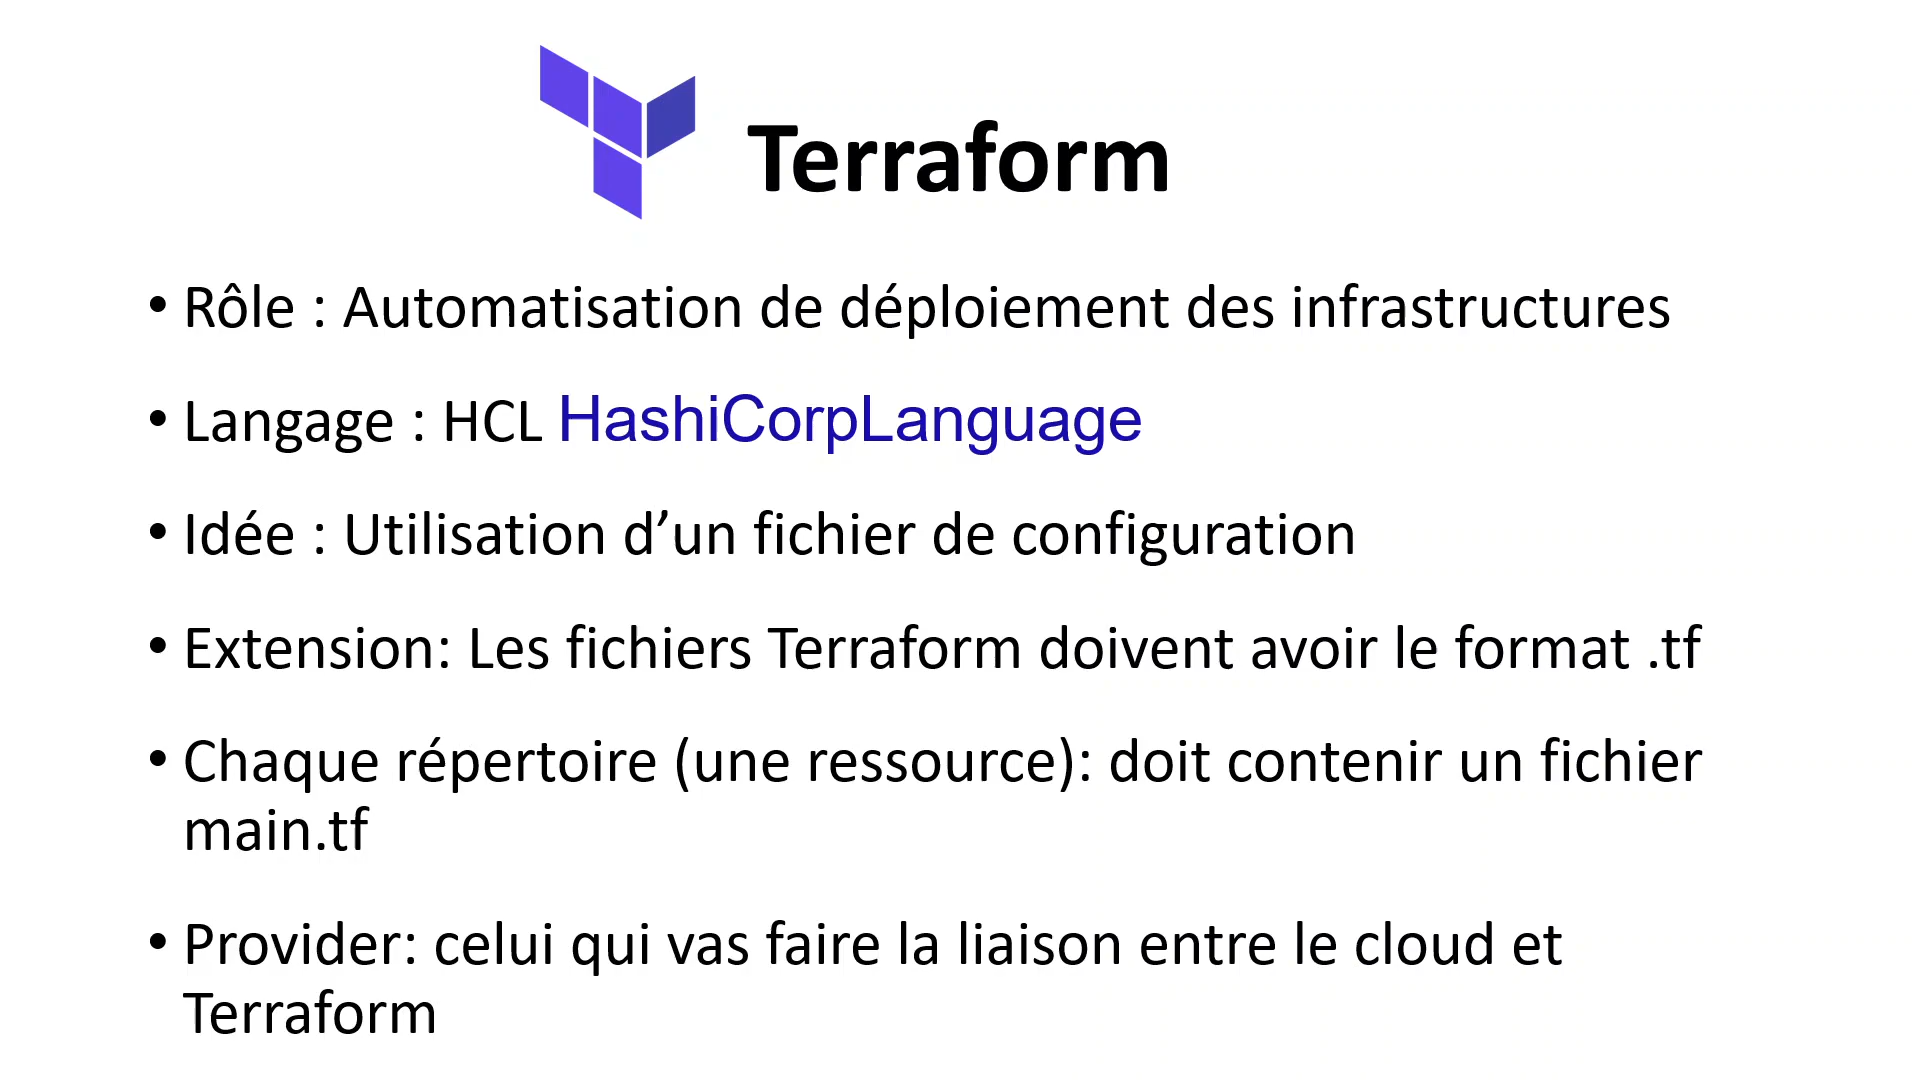 Terraform
• Rôle : Automatisation de déploiement des infrastructures
• Langage : HCL HashiCorpLanguage
• Idée : Utilisation d’un fichier de configuration
• Extension: Les fichiers Terraform doivent avoir le format .tf
• Chaque répertoire (une ressource): doit contenir un fichier
main.tf
• Provider: celui qui vas faire la liaison entre le cloud et
Terraform